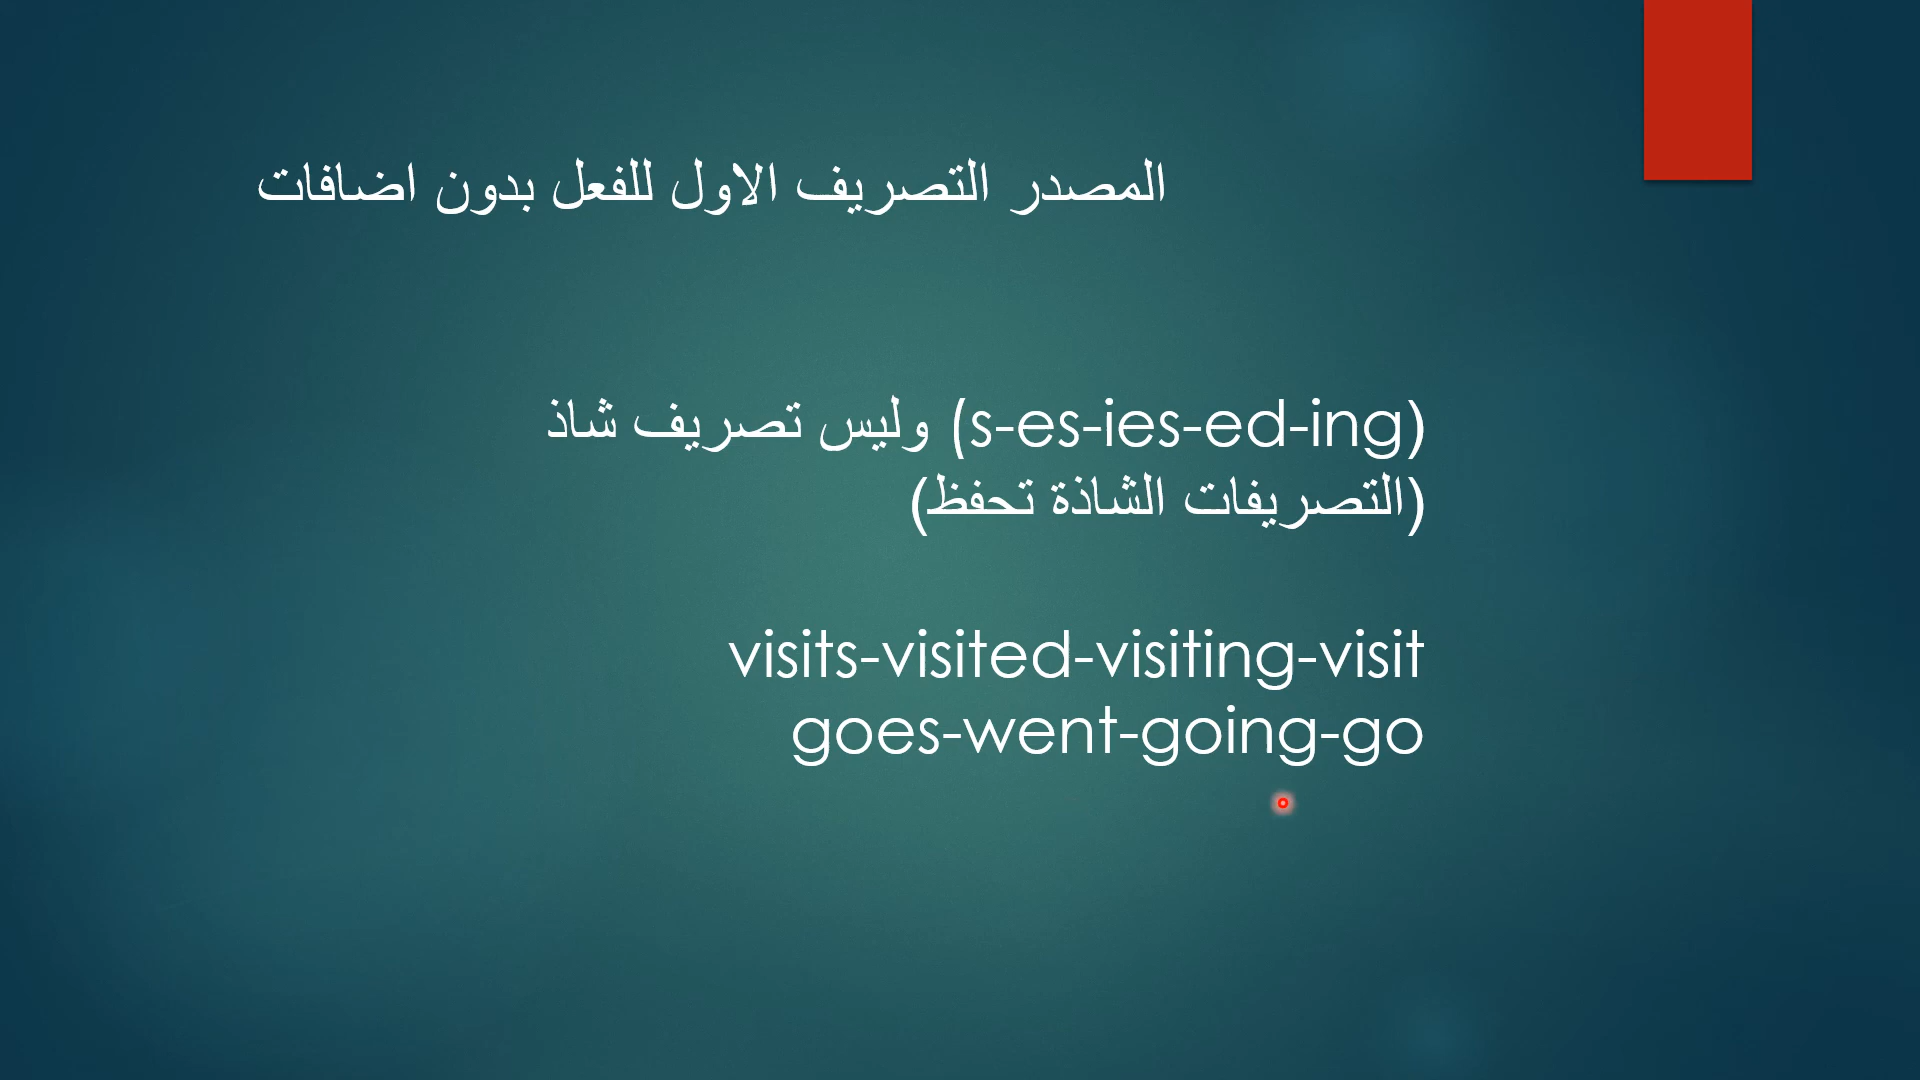 المصدر التصريف الاول للفعل بدون اضافات
(s-es-ies-ed-ing) وليس تصريف شاذ
(التصريفات الشاذة تحفظ)
visits-visited-visiting-visit
goes-went-going-go